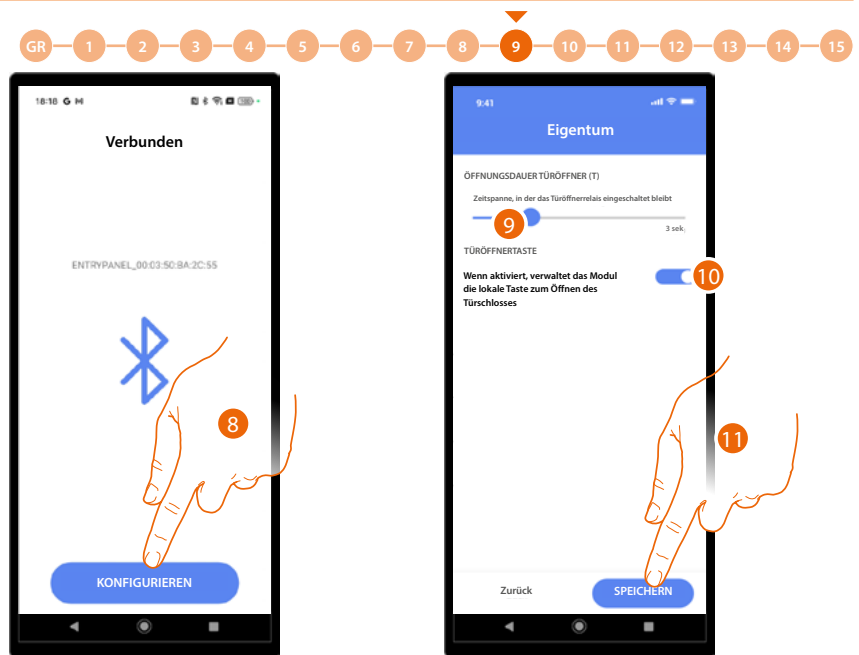 GR 1 2 3 4 5 6 7 8 9 10 11 12 13 14 15
18:18 G M
Verbunden
ENTRYPANEL_00:03:50:8A:2C:55
8
KONFIGURIEREN
9:41
Eigentum
ÖFFNUNGSDAUER TÜRÖFFNER (T)
Zeitspanne, in der das Türöffnerrelais eingeschaltet bleibt
9
3 sek.
TÜRÖFFNERTASTE
Wenn aktiviert, verwaltet das Modul
die lokale Taste zum Öffnen des
Türschlosses
10
11
Zurück
SPEICHERN